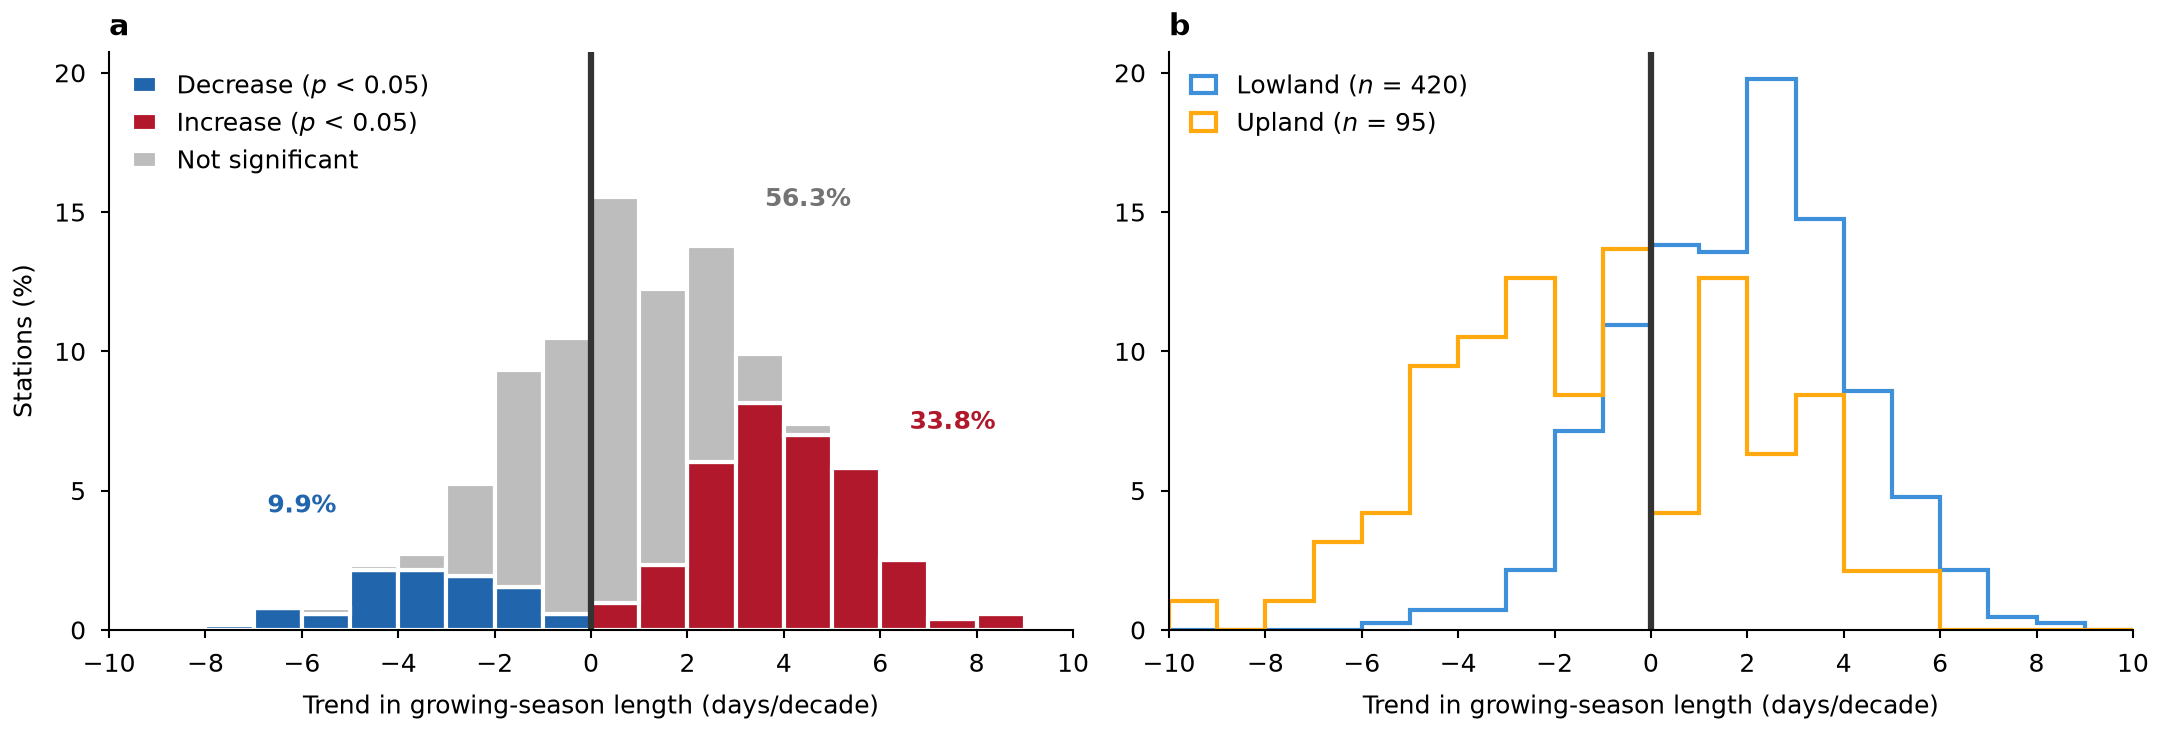 a
20
15
10
5
0
Stations (%)
Decrease (p < 0.05)
Increase (p < 0.05)
Not significant
56.3%
33.8%
9.9%
−10 −8 −6 −4 −2 0 2 4 6 8 10
Trend in growing-season length (days/decade)
b
20
15
10
5
0
Lowland (n = 420)
Upland (n = 95)
−10 −8 −6 −4 −2 0 2 4 6 8 10
Trend in growing-season length (days/decade)